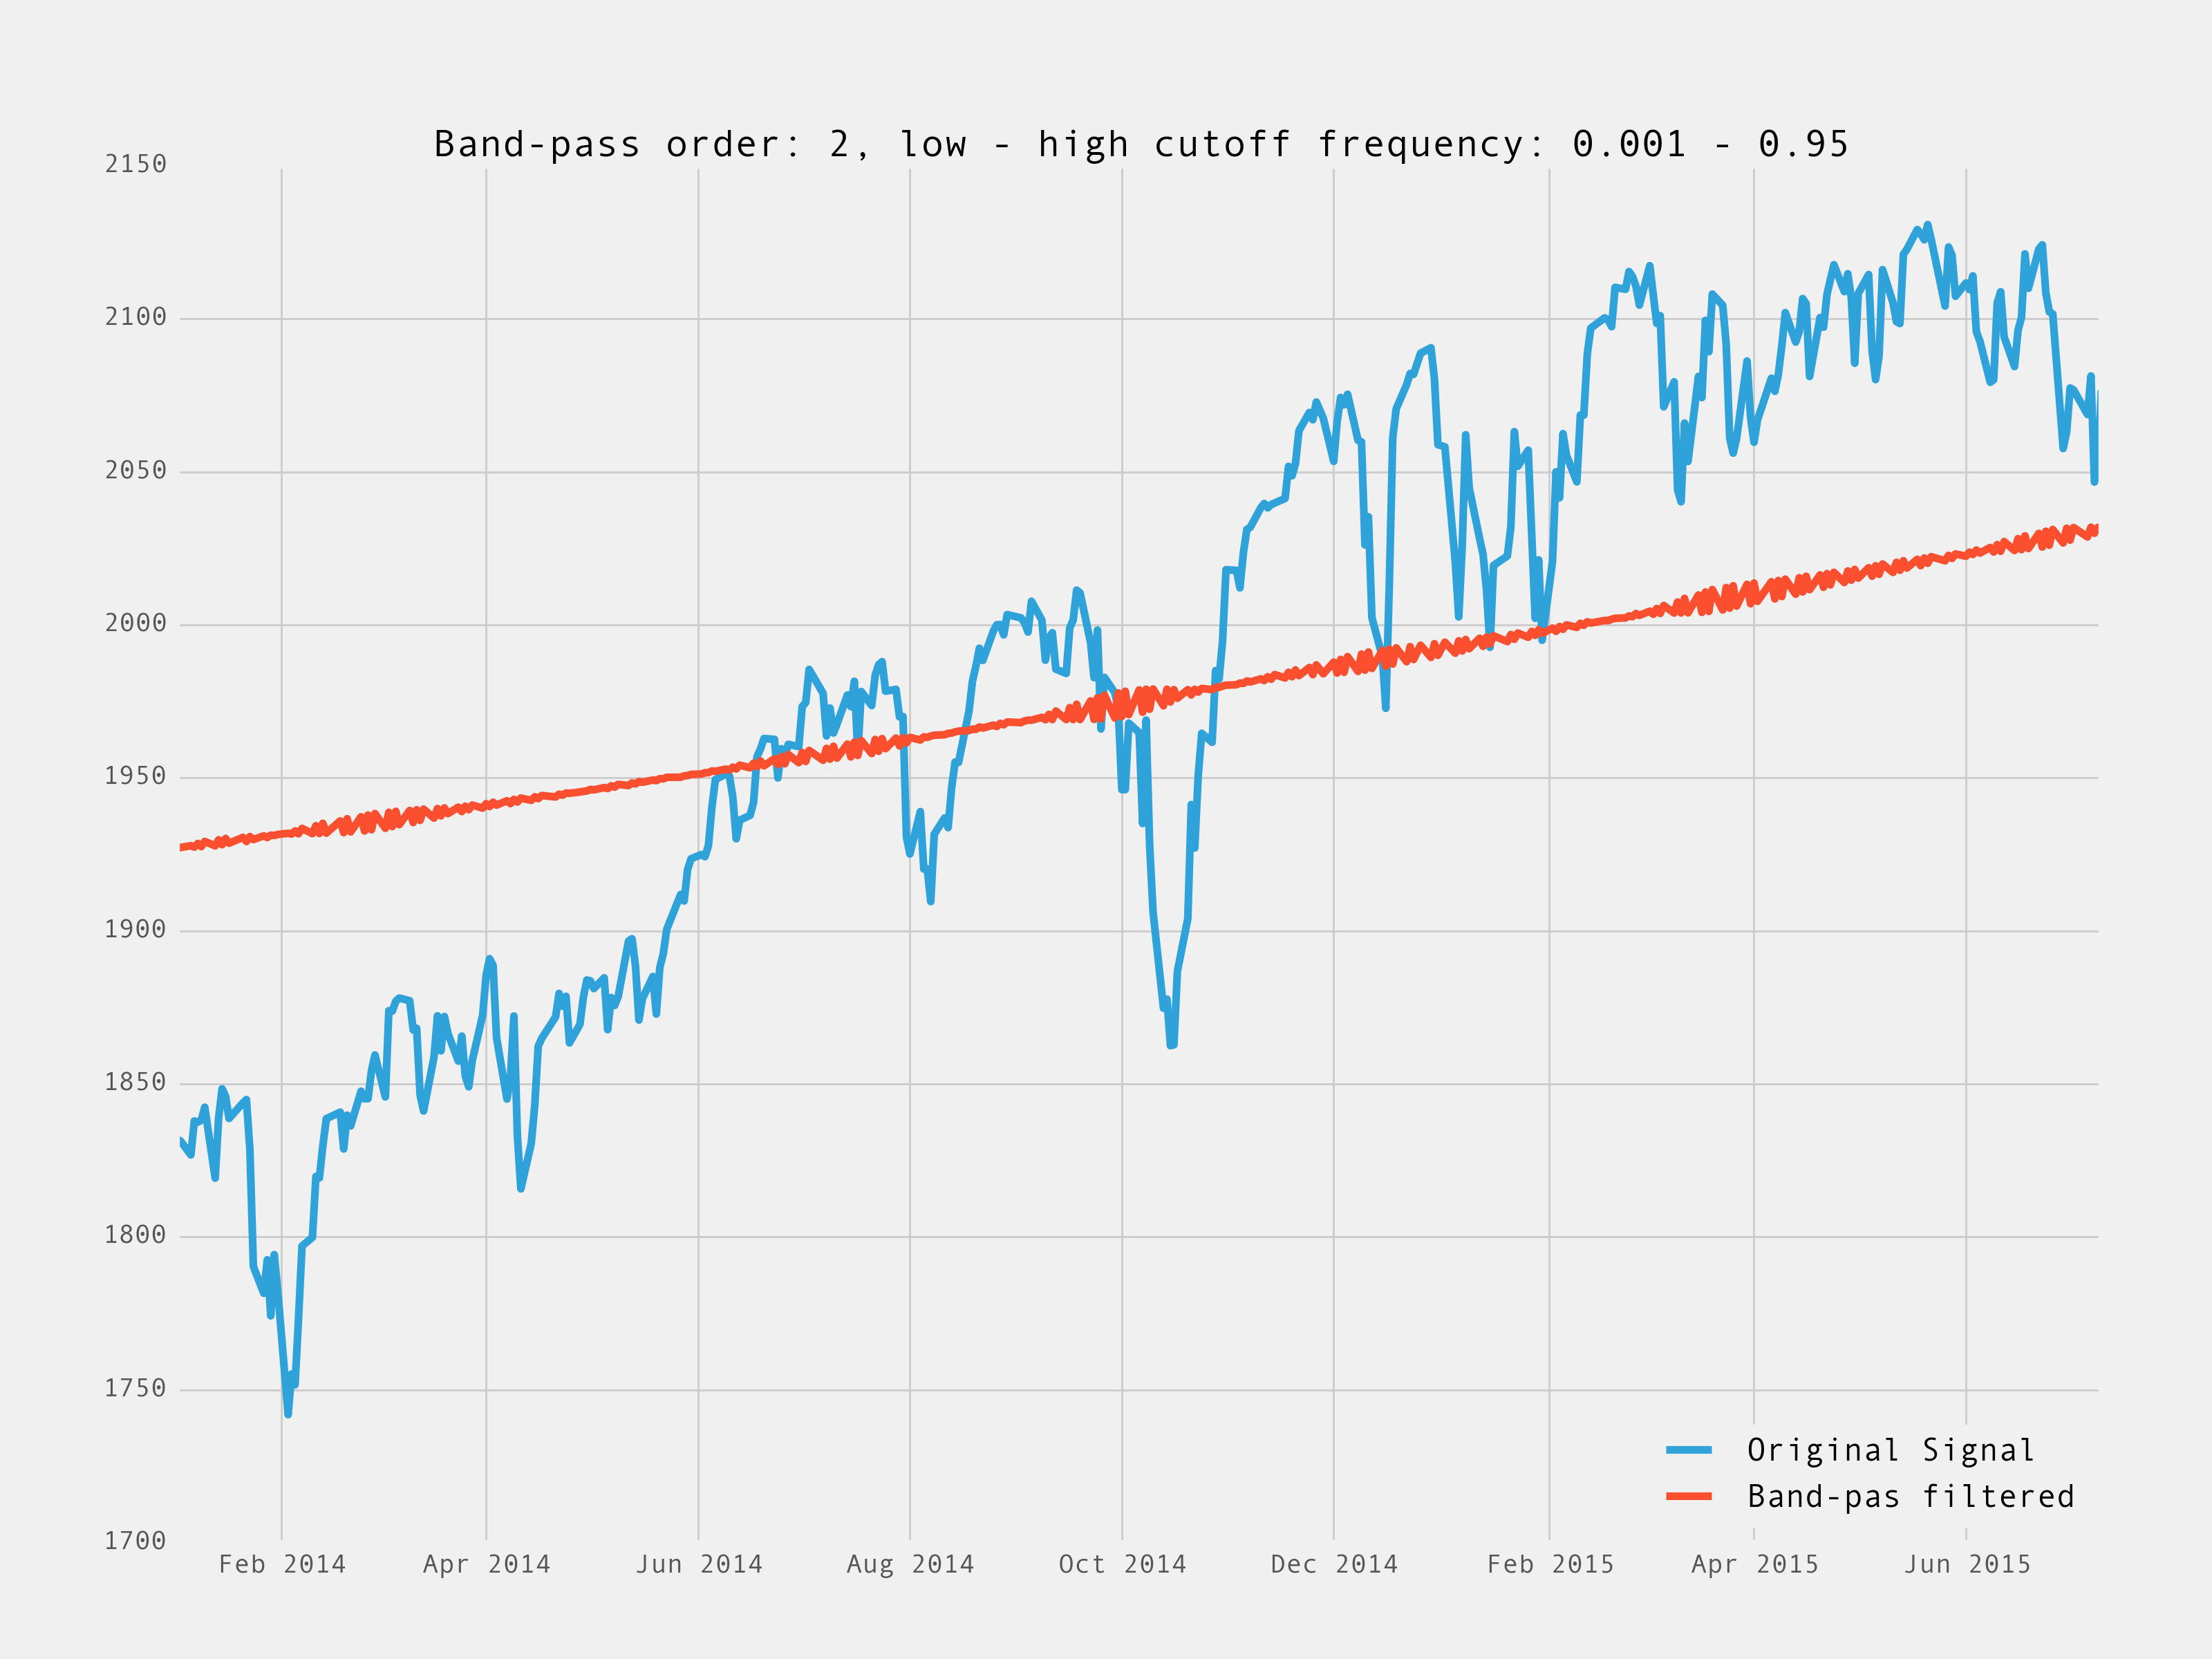 Band-pass order: 2, low - high cutoff frequency: 0.001 - 0.95
2150
2100
2050
2000
1950
1900
1850
1800
1750
1700
Original Signal
Band-pas filtered
Feb 2014 Apr 2014 Jun 2014 Aug 2014 Oct 2014 Dec 2014 Feb 2015 Apr 2015 Jun 2015